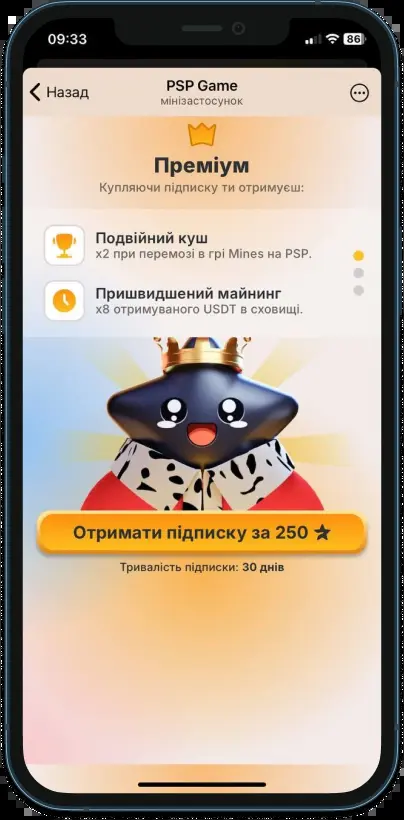 09:33
86
PSP Game
Назад
мінізастосунок
Преміум
Купляючи підписку ти отримуєш:
Подвійний куш
x2 при перемозі в грі Mines на PSP.
Пришвидшений майнинг
x8 отримуваного USDT в сховищі.
Отримати підписку за 250
Тривалість підписки: 30 днів